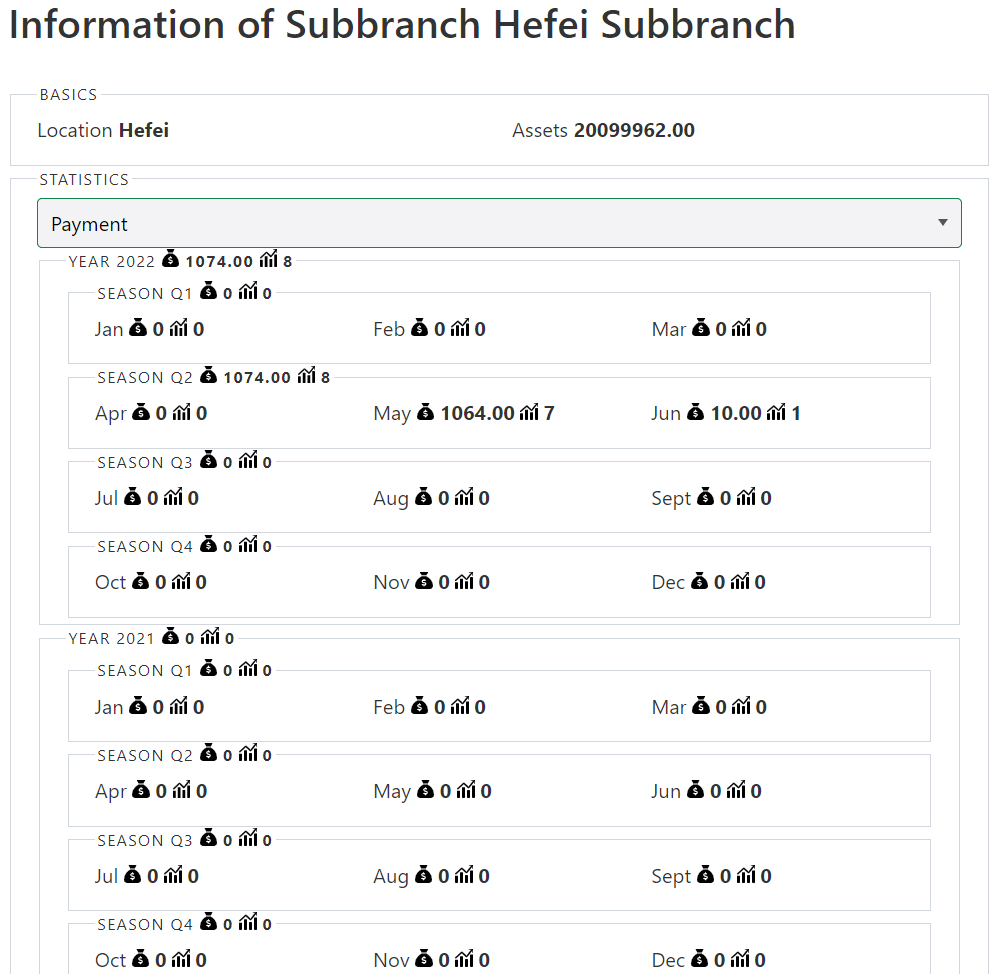 Information of Subbranch Hefei Subbranch
BASICS
Location Hefei Assets 20099962.00
STATISTICS
Payment
YEAR 2022 1074.00 8
SEASON Q1 0 0
Jan 0 0 Feb 0 0 Mar 0 0
SEASON Q2 1074.00 8
Apr 0 0 May 1064.00 7 Jun 10.00 1
SEASON Q3 0 0
Jul 0 0 Aug 0 0 Sept 0 0
SEASON Q4 0 0
Oct 0 0 Nov 0 0 Dec 0 0
YEAR 2021 0 0
SEASON Q1 0 0
Jan 0 0 Feb 0 0 Mar 0 0
SEASON Q2 0 0
Apr 0 0 May 0 0 Jun 0 0
SEASON Q3 0 0
Jul 0 0 Aug 0 0 Sept 0 0
SEASON Q4 0 0
Oct 0 0 Nov 0 0 Dec 0 0